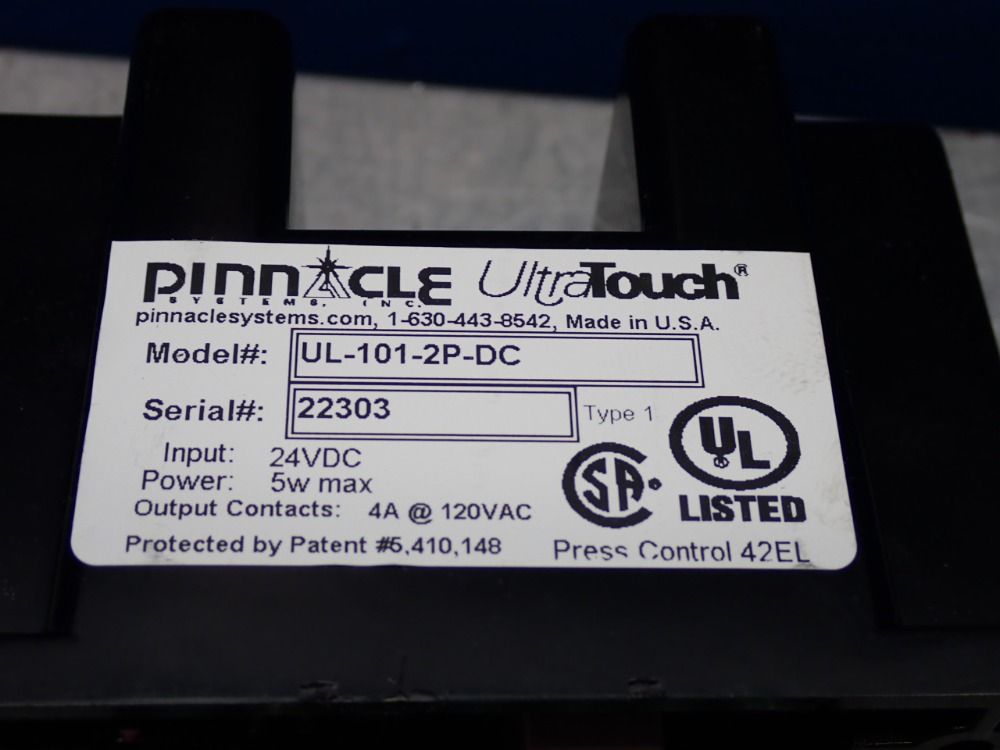 PINNACLE UltraTouch®
SYSTEMS, INC.
pinnaclesystems.com, 1-630-443-8542, Made in U.S.A.
Model#: UL-101-2P-DC
Serial#: 22303 Type 1
Input: 24VDC
Power: 5w max
Output Contacts: 4A @ 120VAC
SA®
UL®
LISTED
Protected by Patent #5,410,148 Press Control 42EL